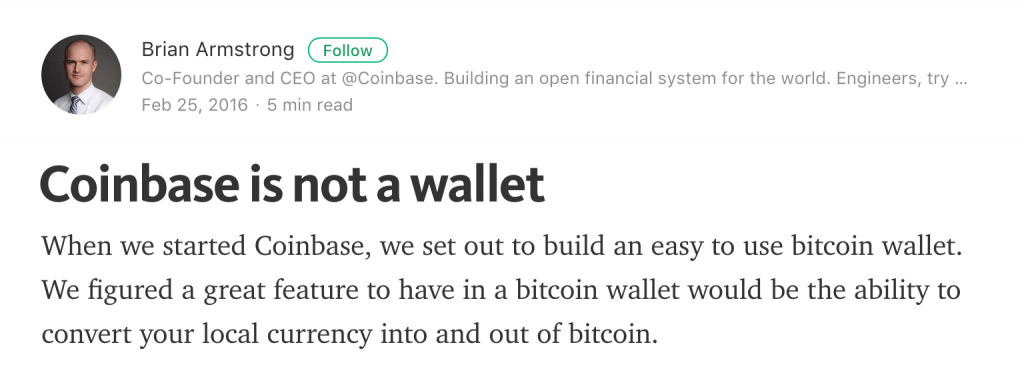 Brian Armstrong Follow
Co-Founder and CEO at @Coinbase. Building an open financial system for the world. Engineers, try ...
Feb 25, 2016 · 5 min read
Coinbase is not a wallet
When we started Coinbase, we set out to build an easy to use bitcoin wallet.
We figured a great feature to have in a bitcoin wallet would be the ability to
convert your local currency into and out of bitcoin.